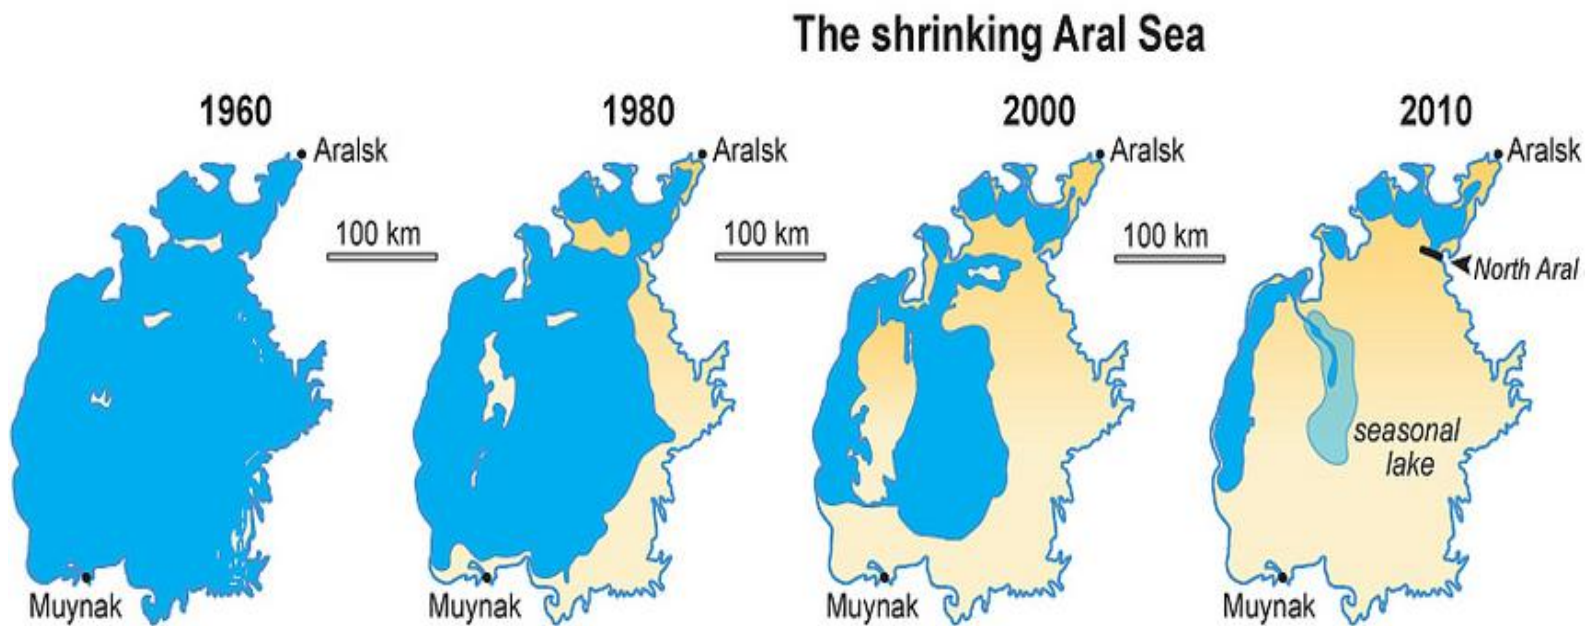 The shrinking Aral Sea
1960
1980
2000
2010
Aralsk
Aralsk
Aralsk
Aralsk
100 km
100 km
100 km
North Aral
seasonal
lake
Muynak
Muynak
Muynak
Muynak